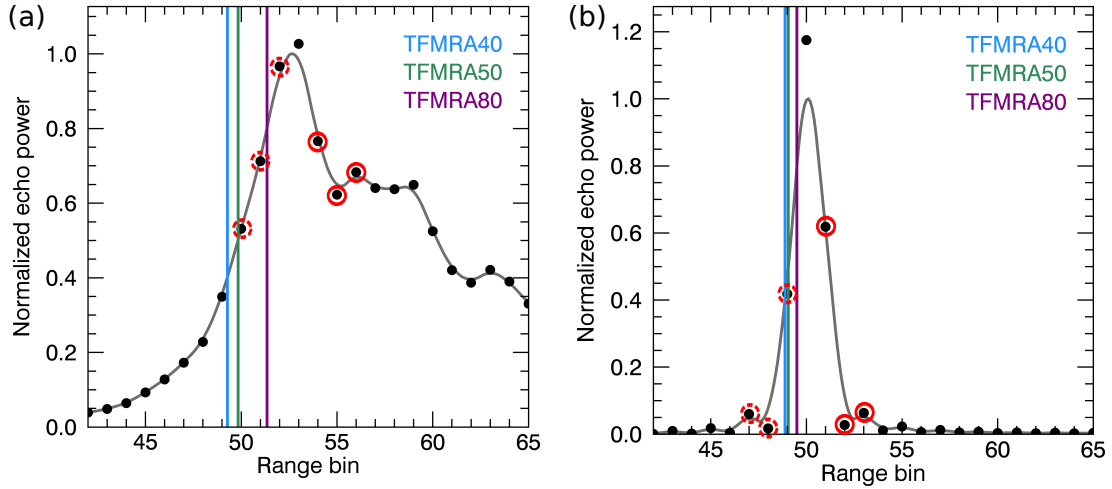 (a)
TFMRA40
TFMRA50
TFMRA80
Normalized echo power
1.0
0.8
0.6
0.4
0.2
0.0
45 50 55 60 65
Range bin
(b)
TFMRA40
TFMRA50
TFMRA80
Normalized echo power
1.2
1.0
0.8
0.6
0.4
0.2
0.0
45 50 55 60 65
Range bin